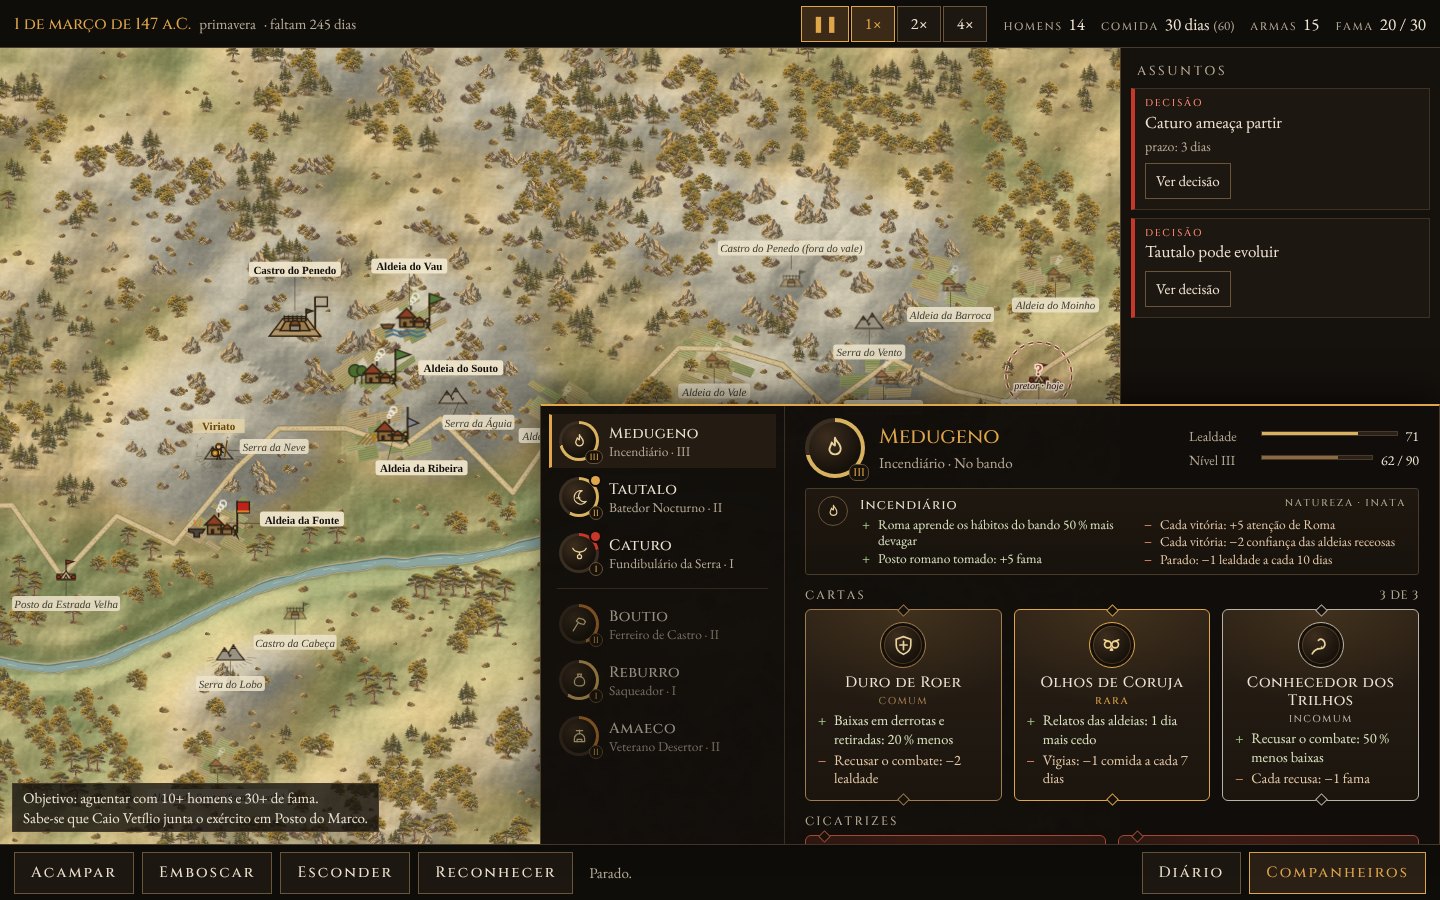 1 DE MARÇO DE 147 A.C. primavera · faltam 245 dias
1× 2× 4× HOMENS 14 COMIDA 30 dias (60) ARMAS 15 FAMA 20 / 30
ASSUNTOS
DECISÃO
Caturo ameaça partir
prazo: 3 dias
Ver decisão
DECISÃO
Tautalo pode evoluir
Ver decisão
Castro do Penedo (fora do vale)
Castro do Penedo
Aldeia do Vau
Aldeia do Moinho
Aldeia da Barroca
Serra do Vento
Aldeia do Souto
pretor · hoje
Aldeia do Vale
Serra da Águia
Viriato
Serra da Neve
Aldeia da Ribeira
Aldeia da Fonte
Posto da Estrada Velha
Castro da Cabeça
Serra do Lobo
MEDUGENO
Incendiário · III
III
TAUTALO
Batedor Nocturno · II
II
CATURO
Fundibulário da Serra · I
I
BOUTIO
Ferreiro de Castro · II
II
REBURRO
Saqueador · I
I
AMAECO
Veterano Desertor · II
II
MEDUGENO
Incendiário · No bando
III
Lealdade 71
Nível III 62 / 90
INCENDIÁRIO
NATUREZA · INATA
+ Roma aprende os hábitos do bando 50 % mais
devagar
+ Posto romano tomado: +5 fama
− Cada vitória: +5 atenção de Roma
− Cada vitória: −2 confiança das aldeias receosas
− Parado: −1 lealdade a cada 10 dias
CARTAS 3 DE 3
DURO DE ROER
COMUM
+ Baixas em derrotas e
retiradas: 20 % menos
− Recusar o combate: −2
lealdade
OLHOS DE CORUJA
RARA
+ Relatos das aldeias: 1 dia
mais cedo
− Vigias: −1 comida a cada 7
dias
CONHECEDOR DOS
TRILHOS
INCOMUM
+ Recusar o combate: 50 %
menos baixas
− Cada recusa: −1 fama
CICATRIZES
Objetivo: aguentar com 10+ homens e 30+ de fama.
Sabe-se que Caio Vetílio junta o exército em Posto do Marco.
ACAMPAR EMBOSCAR ESCONDER RECONHECER Parado. DIÁRIO COMPANHEIROS